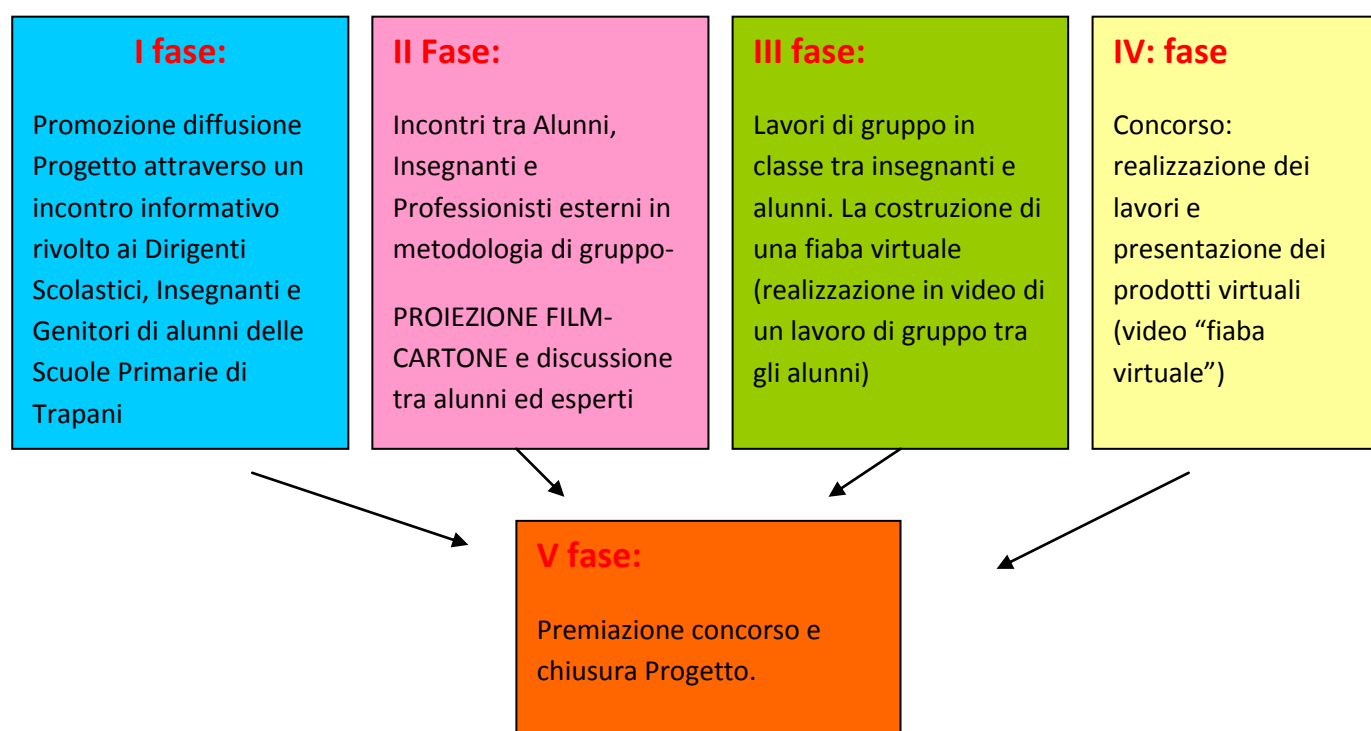 I fase:
Promozione diffusione
Progetto attraverso un
incontro informativo
rivolto ai Dirigenti
Scolastici, Insegnanti e
Genitori di alunni delle
Scuole Primarie di
Trapani
II Fase:
Incontri tra Alunni,
Insegnanti e
Professionisti esterni in
metodologia di gruppo-
PROIEZIONE FILM-
CARTONE e discussione
tra alunni ed esperti
III fase:
Lavori di gruppo in
classe tra insegnanti e
alunni. La costruzione di
una fiaba virtuale
(realizzazione in video di
un lavoro di gruppo tra
gli alunni)
IV: fase
Concorso:
realizzazione dei
lavori e
presentazione dei
prodotti virtuali
(video “fiaba
virtuale”)
V fase:
Premiazione concorso e
chiusura Progetto.